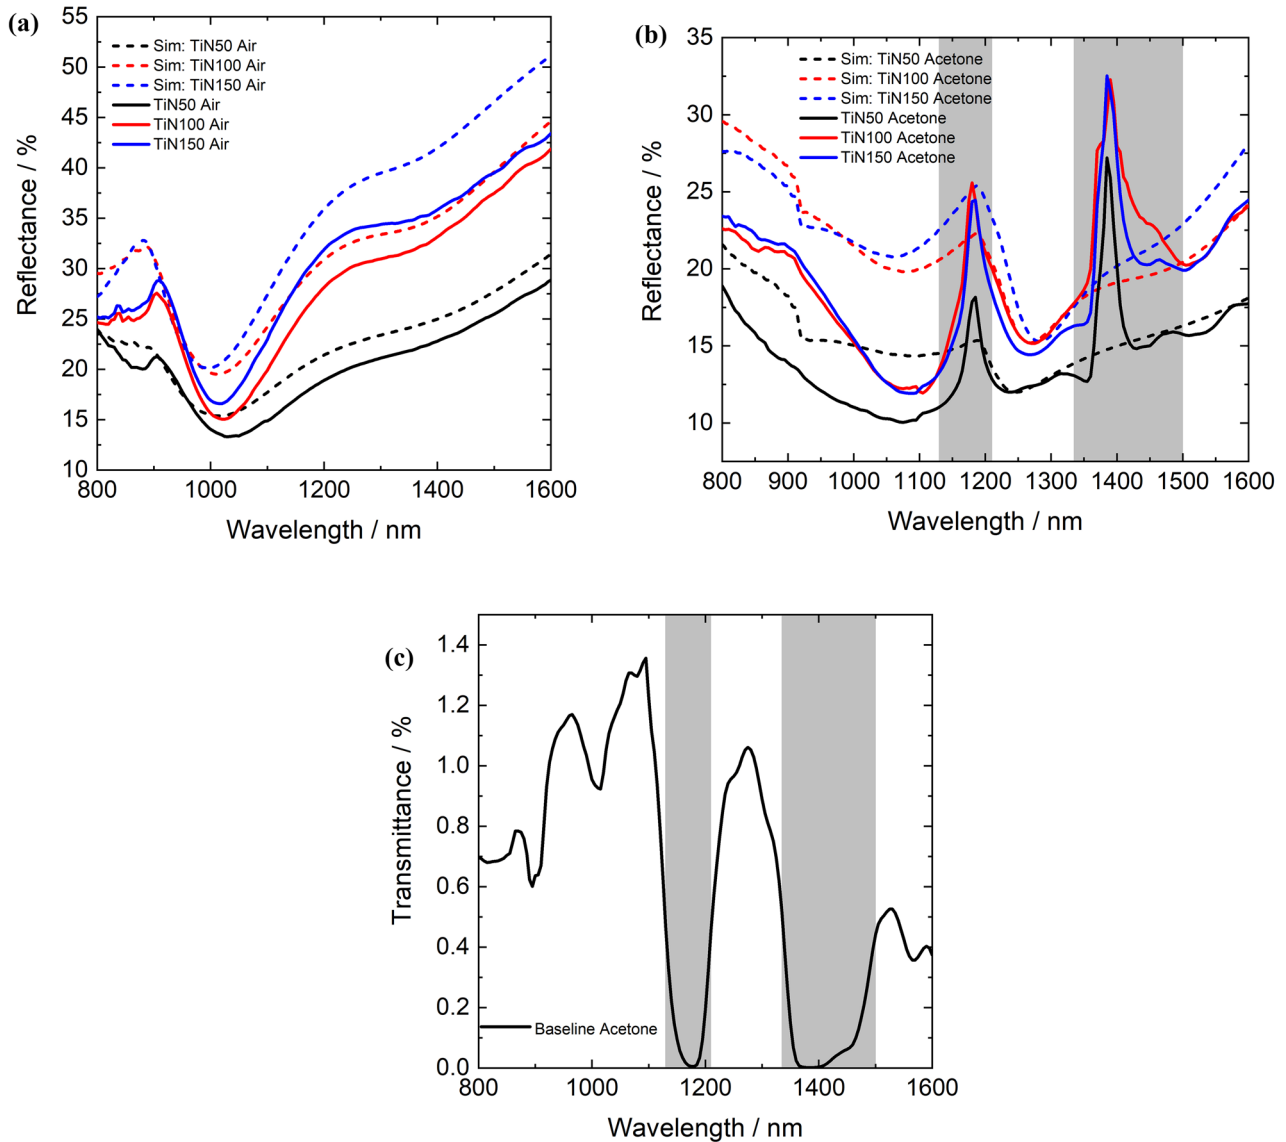 (a)
55
50
45
40
35
30
25
20
15
10
Reflectance / %
Sim: TiN50 Air
Sim: TiN100 Air
Sim: TiN150 Air
TiN50 Air
TiN100 Air
TiN150 Air
800 1000 1200 1400 1600
Wavelength / nm
(b)
35
30
25
20
15
10
Reflectance / %
Sim: TiN50 Acetone
Sim: TiN100 Acetone
Sim: TiN150 Acetone
TiN50 Acetone
TiN100 Acetone
TiN150 Acetone
800 900 1000 1100 1200 1300 1400 1500 1600
Wavelength / nm
(c)
1.4
1.2
1.0
0.8
0.6
0.4
0.2
0.0
Transmittance / %
Baseline Acetone
800 1000 1200 1400 1600
Wavelength / nm